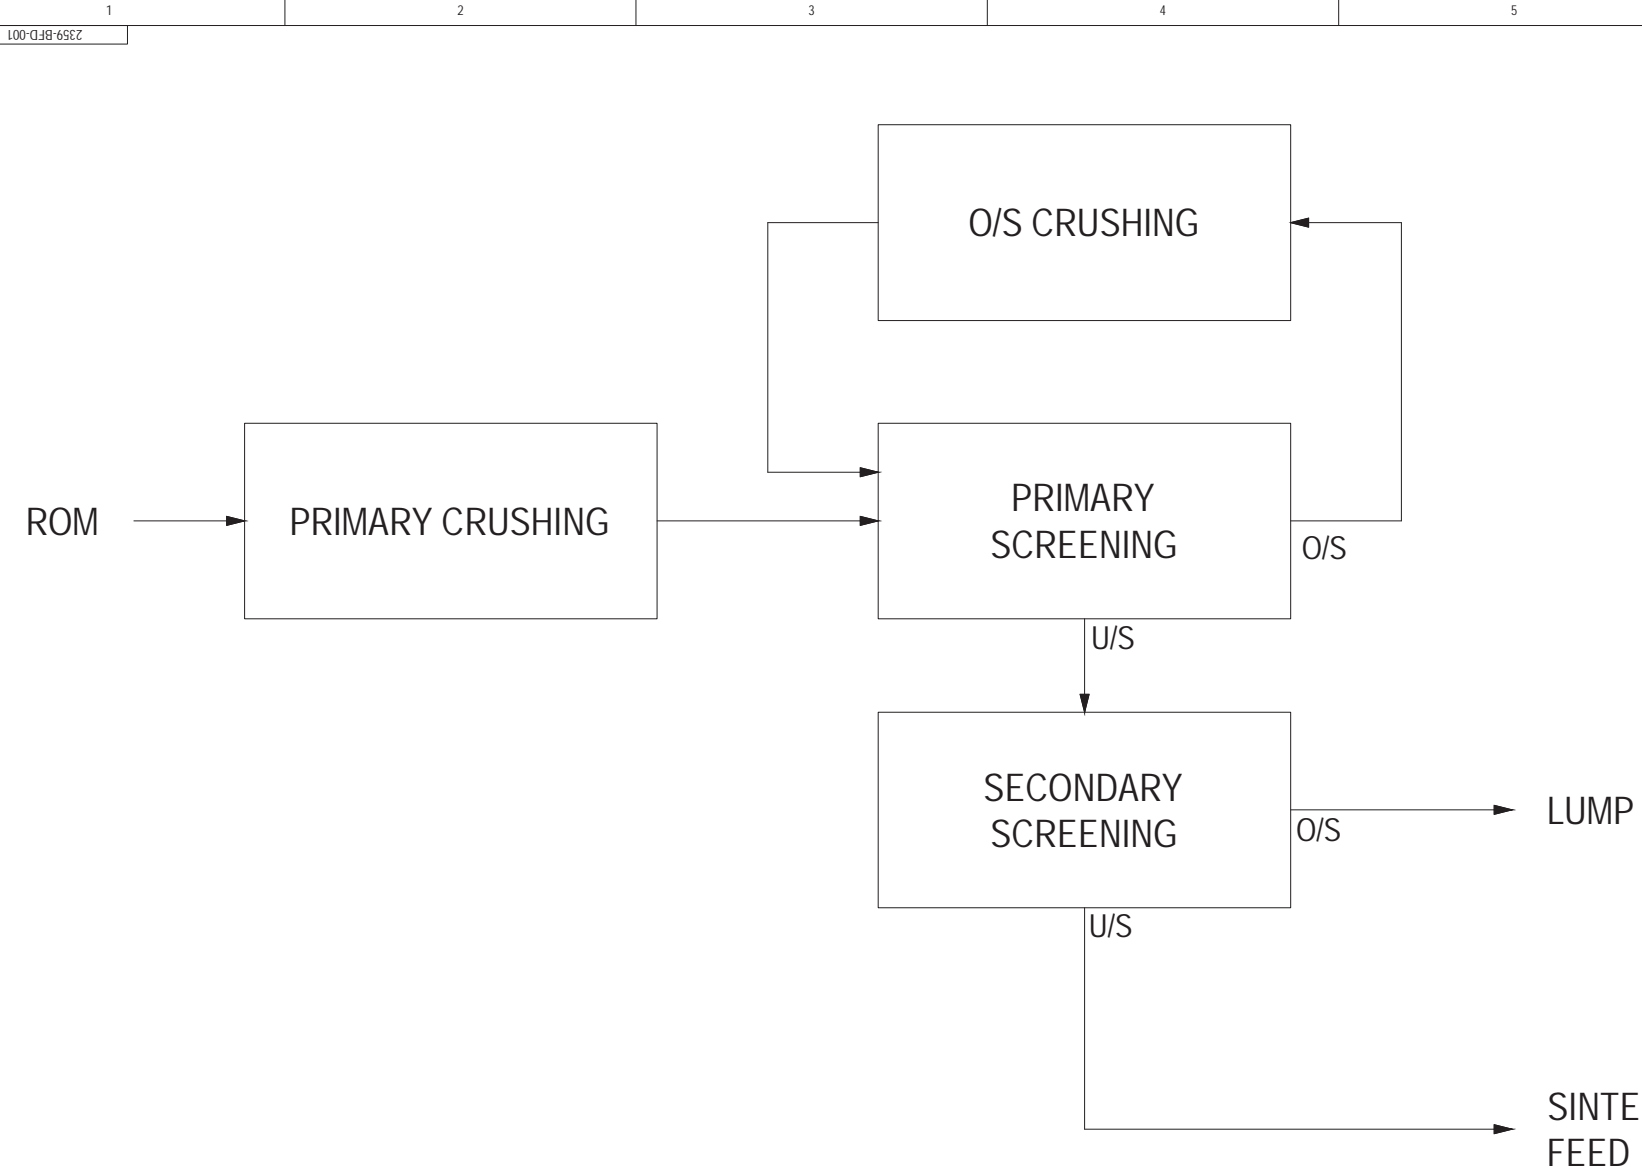 1 2 3 4 5
2359-BFD-001
O/S CRUSHING
ROM
PRIMARY CRUSHING
PRIMARY
SCREENING
O/S
U/S
SECONDARY
SCREENING
LUMP
O/S
U/S
SINTE
FEED